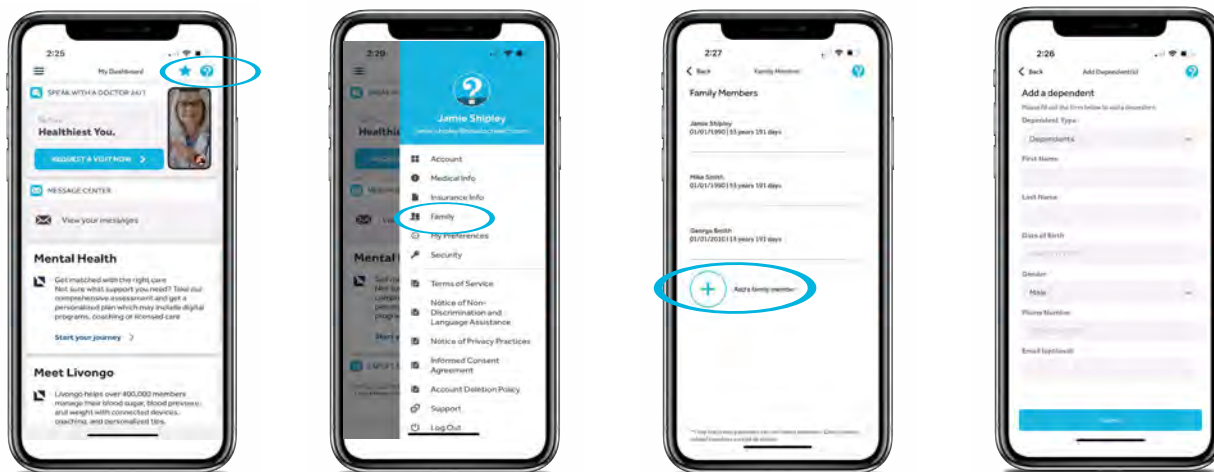 2:25
My Dashboard
SPEAK WITH A DOCTOR 24/7
Healthiest You.
REQUEST A VISIT NOW
MESSAGE CENTER
View your messages
Mental Health
Get matched with the right care
Not sure what support you need? Take our
comprehensive assessment and get a
personalized plan which may include digital
programs, coaching or licensed care
Start your journey
Meet Livongo
Livongo helps over 400,000 members
manage their blood sugar, blood pressure,
and weight with connected devices,
coaching, and personalized tips.
2:29
Jamie Shipley
Account
Medical Info
Insurance Info
Family
My Preferences
Security
Terms of Service
Notice of Non-
Discrimination and
Language Assistance
Notice of Privacy Practices
Informed Consent
Agreement
Account Deletion Policy
Support
Log Out
2:27
Back
Family Members
Family Members
Jamie Shipley
01/01/1990 | 33 years 191 days
Mike Smith
01/01/1990 | 33 years 191 days
George Smith
01/01/2010 | 13 years 191 days
Add a family member
2:26
Back
Add Dependent(s)
Add a dependent
Please fill out the form below to add a dependent.
Dependent Type
Dependents
First Name
Last Name
Date of Birth
Gender
Male
Phone Number
Email (optional)